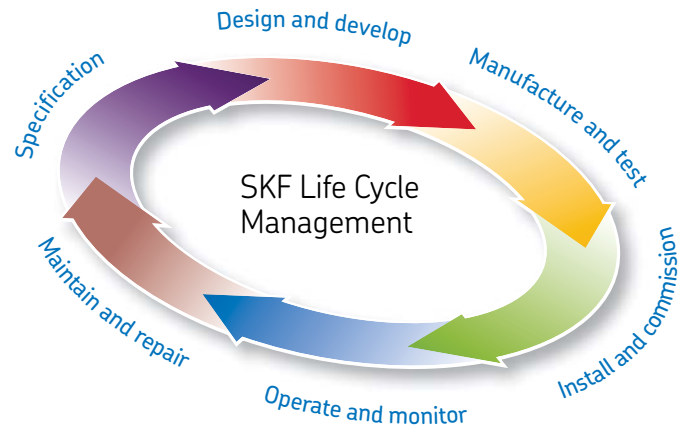 Design and develop
Manufacture and test
Specification
SKF Life Cycle
Management
Install and commission
Maintain and repair
Operate and monitor